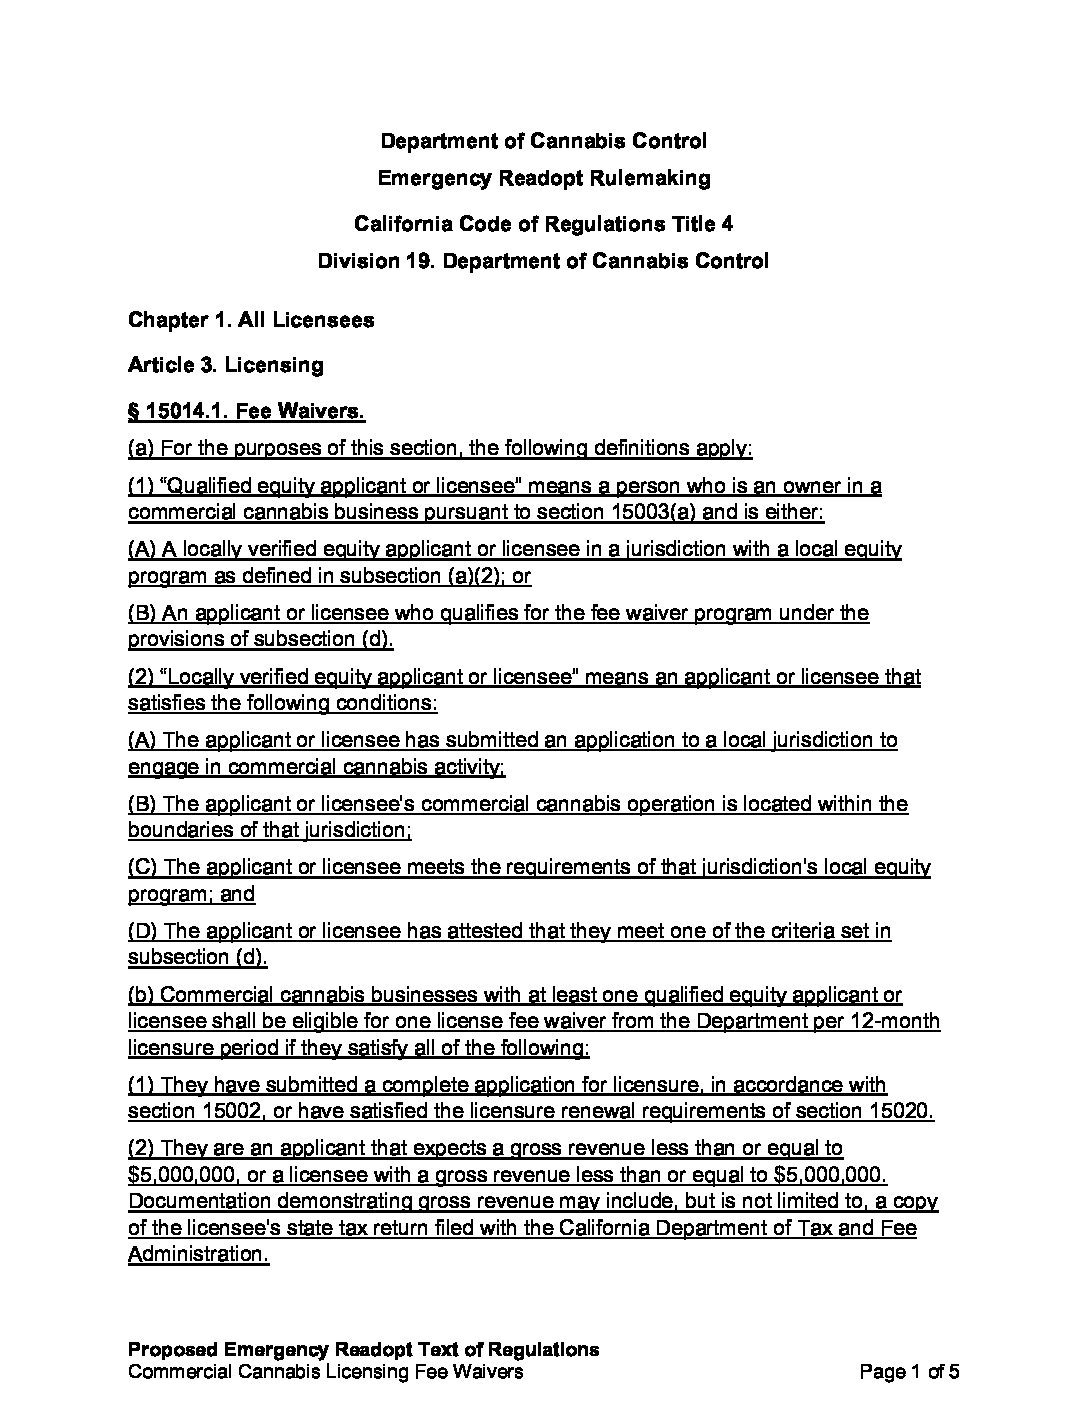 Department of Cannabis Control
Emergency Readopt Rulemaking
California Code of Regulations Title 4
Division 19. Department of Cannabis Control
Chapter 1. All Licensees
Article 3. Licensing
§ 15014.1. Fee Waivers.
(a) For the purposes of this section, the following definitions apply:
(1) “Qualified equity applicant or licensee" means a person who is an owner in a
commercial cannabis business pursuant to section 15003(a) and is either:
(A) A locally verified equity applicant or licensee in a jurisdiction with a local equity
program as defined in subsection (a)(2); or
(B) An applicant or licensee who qualifies for the fee waiver program under the
provisions of subsection (d).
(2) “Locally verified equity applicant or licensee" means an applicant or licensee that
satisfies the following conditions:
(A) The applicant or licensee has submitted an application to a local jurisdiction to
engage in commercial cannabis activity;
(B) The applicant or licensee's commercial cannabis operation is located within the
boundaries of that jurisdiction;
(C) The applicant or licensee meets the requirements of that jurisdiction's local equity
program; and
(D) The applicant or licensee has attested that they meet one of the criteria set in
subsection (d).
(b) Commercial cannabis businesses with at least one qualified equity applicant or
licensee shall be eligible for one license fee waiver from the Department per 12-month
licensure period if they satisfy all of the following:
(1) They have submitted a complete application for licensure, in accordance with
section 15002, or have satisfied the licensure renewal requirements of section 15020.
(2) They are an applicant that expects a gross revenue less than or equal to
$5,000,000, or a licensee with a gross revenue less than or equal to $5,000,000.
Documentation demonstrating gross revenue may include, but is not limited to, a copy
of the licensee's state tax return filed with the California Department of Tax and Fee
Administration.
Proposed Emergency Readopt Text of Regulations
Commercial Cannabis Licensing Fee Waivers Page 1 of 5